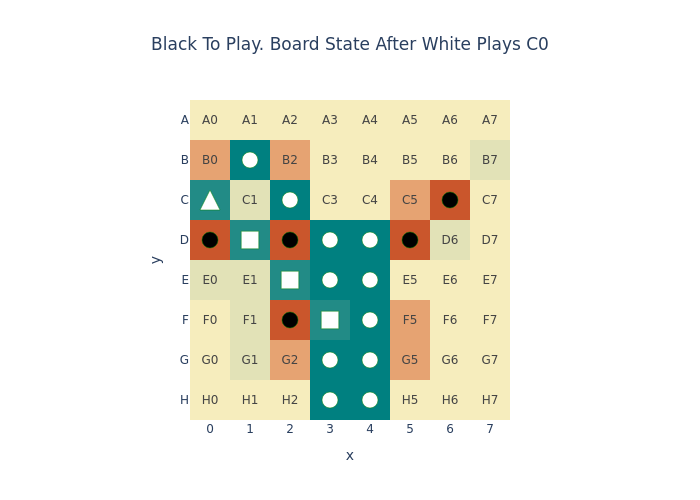 Black To Play. Board State After White Plays C0
A A0 A1 A2 A3 A4 A5 A6 A7
B B0 B2 B3 B4 B5 B6 B7
C C1 C3 C4 C5 C7
D D6 D7
E E0 E1 E5 E6 E7
F F0 F1 F5 F6 F7
G G0 G1 G2 G5 G6 G7
H H0 H1 H2 H5 H6 H7
0 1 2 3 4 5 6 7
x
y